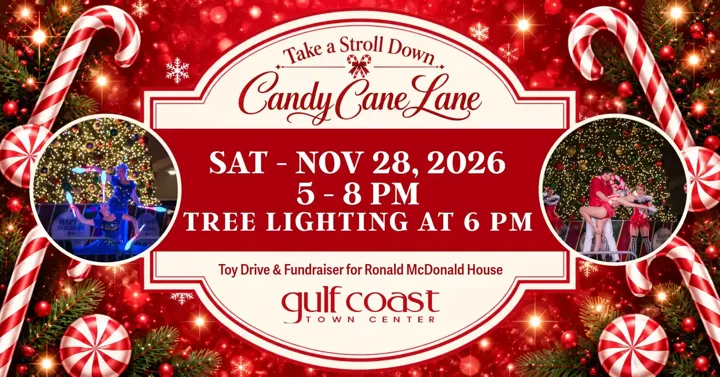 Take a Stroll Down
Candy Cane Lane
SAT - NOV 28, 2026
5 - 8 PM
TREE LIGHTING AT 6 PM
Toy Drive & Fundraiser for Ronald McDonald House
gulf coast
TOWN CENTER